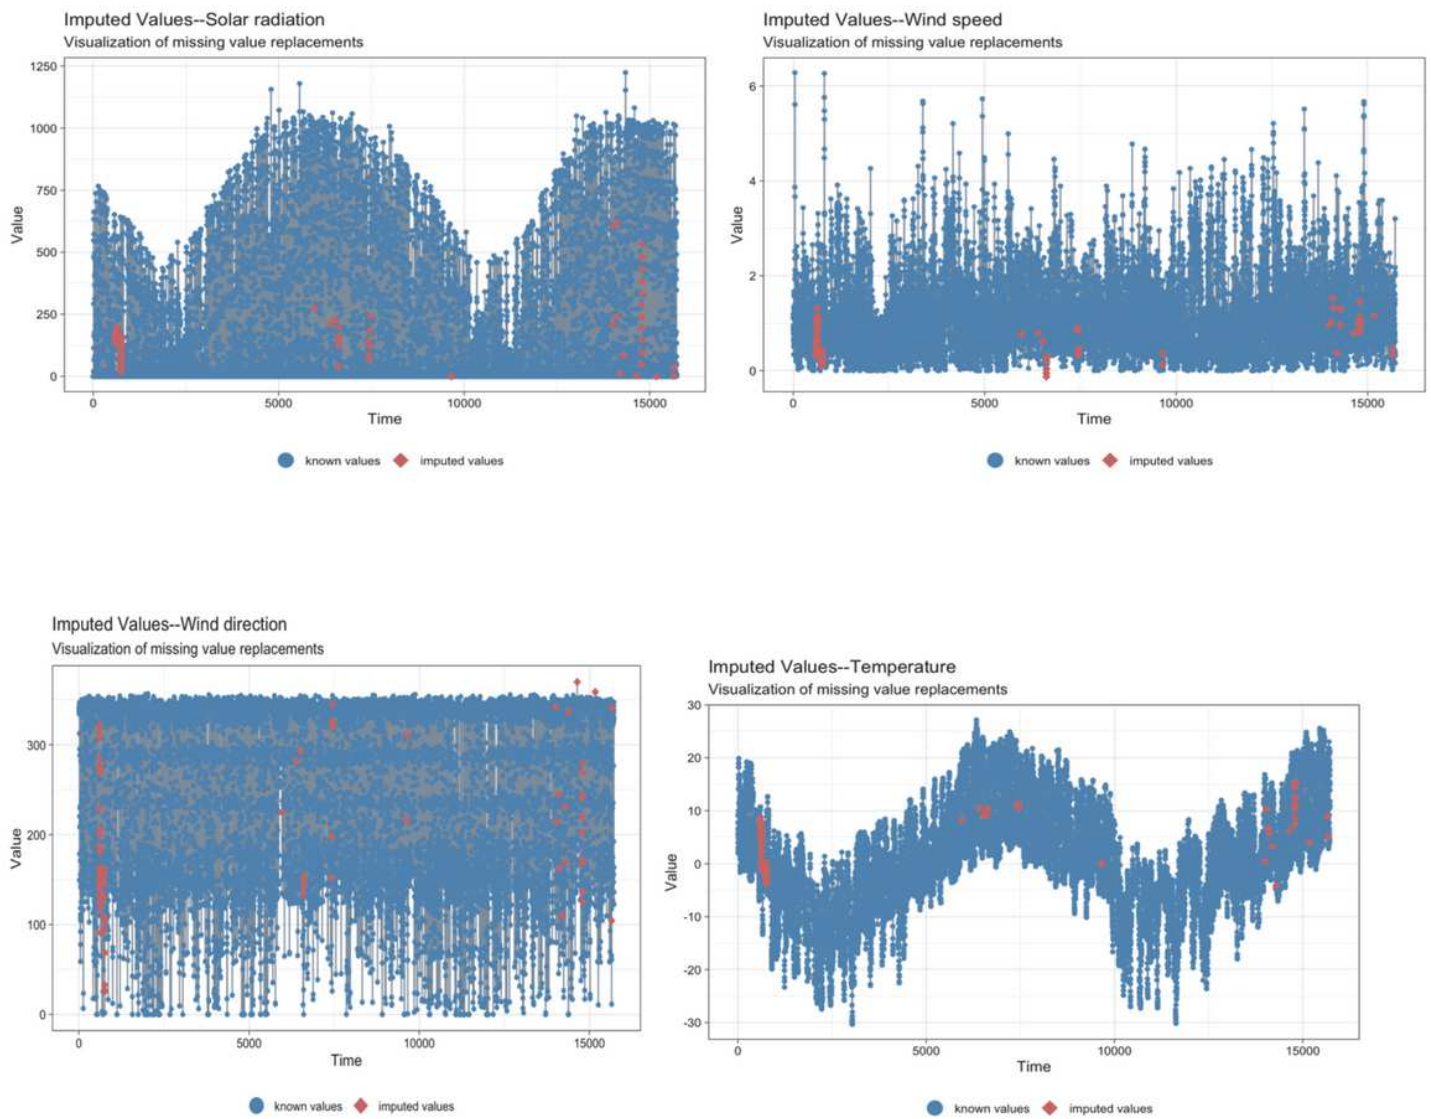 Imputed Values--Solar radiation
Visualization of missing value replacements
1250
1000
750
500
250
0
Value
0 5000 10000 15000
Time
known values imputed values
Imputed Values--Wind speed
Visualization of missing value replacements
6
4
2
0
Value
0 5000 10000 15000
Time
known values imputed values
Imputed Values--Wind direction
Visualization of missing value replacements
300
200
100
0
Value
0 5000 10000 15000
Time
known values imputed values
Imputed Values--Temperature
Visualization of missing value replacements
30
20
10
0
-10
-20
-30
Value
0 5000 10000 15000
Time
known values imputed values